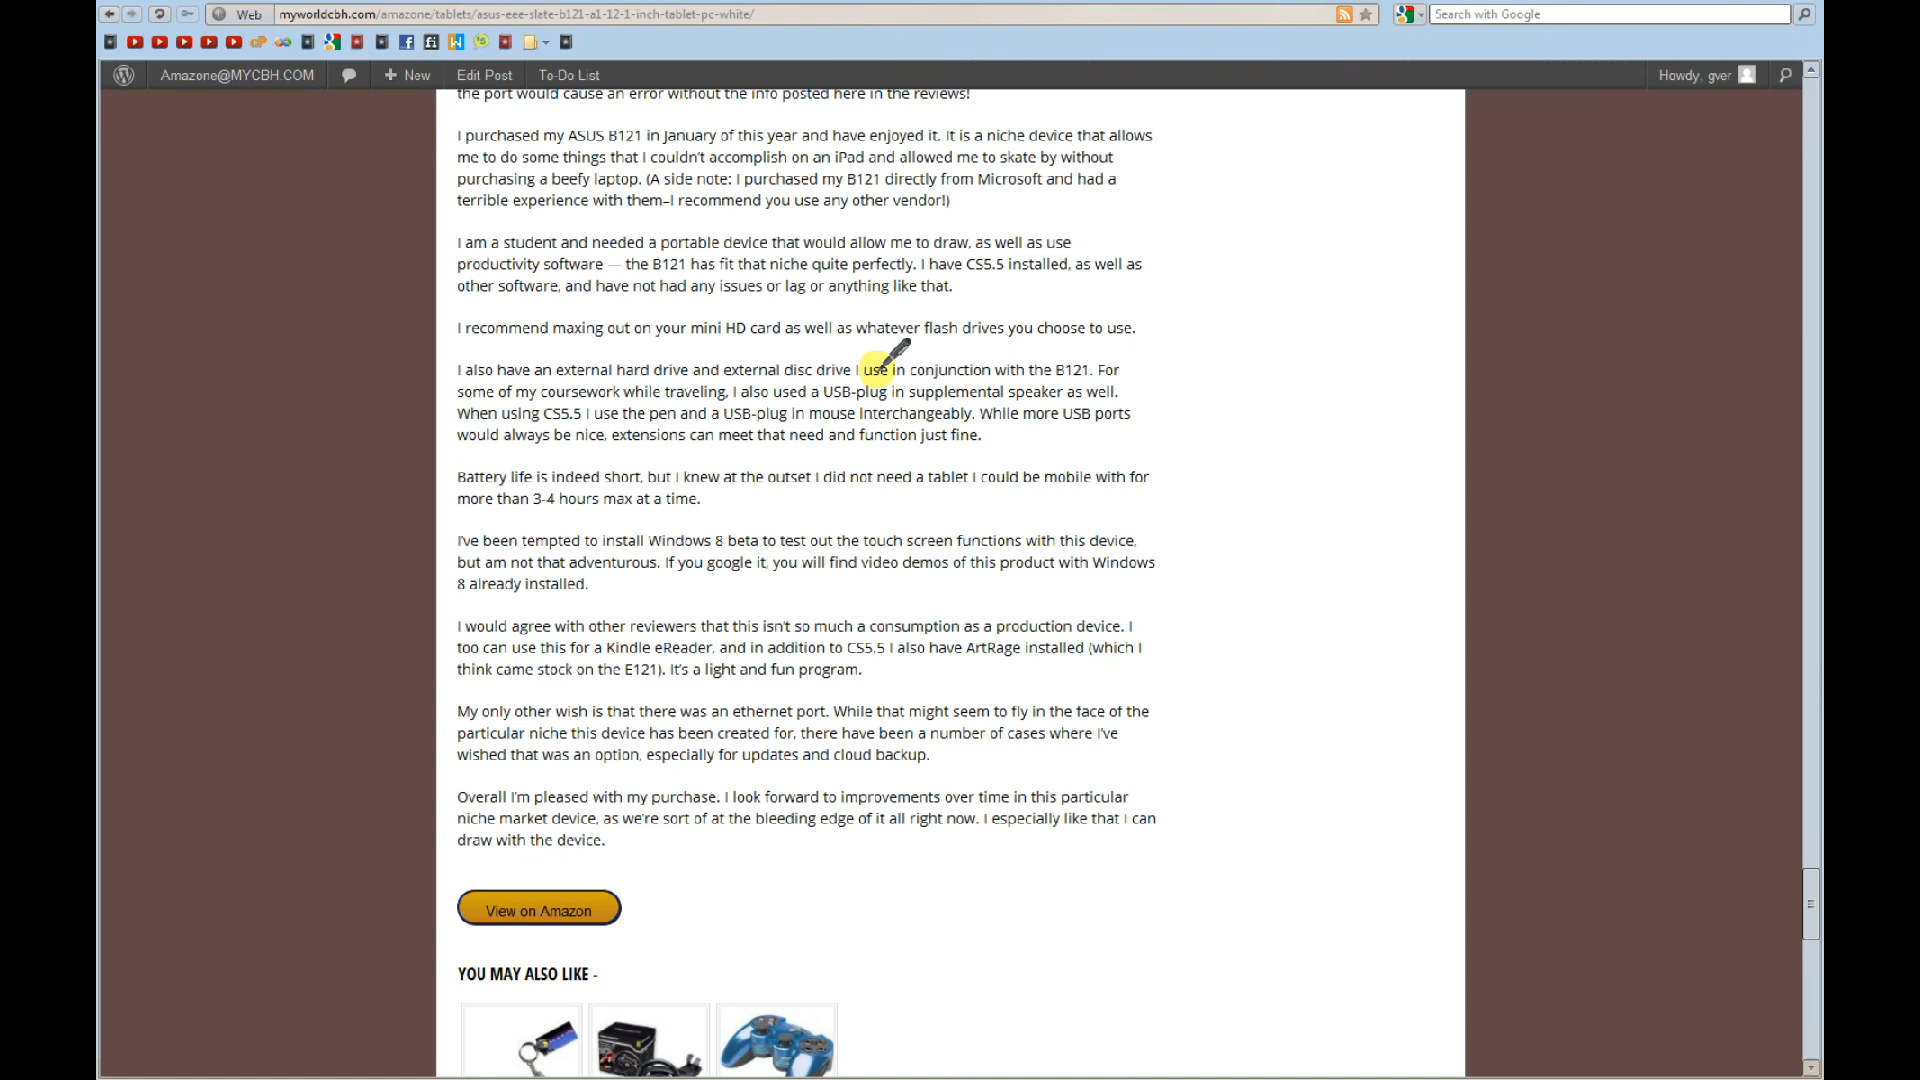 Web
myworldcbh.com/amazone/tablets/asus-eee-slate-b121-a1-12-1-inch-tablet-pc-white/
Search with Google
Amazone@MYCBH.COM
New
Edit Post
To-Do List
Howdy, gver
the port would cause an error without the info posted here in the reviews!
I purchased my ASUS B121 in January of this year and have enjoyed it. It is a niche device that allows
me to do some things that I couldn't accomplish on an iPad and allowed me to skate by without
purchasing a beefy laptop. (A side note: I purchased my B121 directly from Microsoft and had a
terrible experience with them–I recommend you use any other vendor!)
I am a student and needed a portable device that would allow me to draw, as well as use
productivity software — the B121 has fit that niche quite perfectly. I have CS5.5 installed, as well as
other software, and have not had any issues or lag or anything like that.
I recommend maxing out on your mini HD card as well as whatever flash drives you choose to use.
I also have an external hard drive and external disc drive I use in conjunction with the B121. For
some of my coursework while traveling, I also used a USB-plug in supplemental speaker as well.
When using CS5.5 I use the pen and a USB-plug in mouse interchangeably. While more USB ports
would always be nice, extensions can meet that need and function just fine.
Battery life is indeed short, but I knew at the outset I did not need a tablet I could be mobile with for
more than 3-4 hours max at a time.
I've been tempted to install Windows 8 beta to test out the touch screen functions with this device,
but am not that adventurous. If you google it, you will find video demos of this product with Windows
8 already installed.
I would agree with other reviewers that this isn't so much a consumption as a production device. I
too can use this for a Kindle eReader, and in addition to CS5.5 I also have ArtRage installed (which I
think came stock on the E121). It's a light and fun program.
My only other wish is that there was an ethernet port. While that might seem to fly in the face of the
particular niche this device has been created for, there have been a number of cases where I've
wished that was an option, especially for updates and cloud backup.
Overall I'm pleased with my purchase. I look forward to improvements over time in this particular
niche market device, as we're sort of at the bleeding edge of it all right now. I especially like that I can
draw with the device.
View on Amazon
YOU MAY ALSO LIKE -